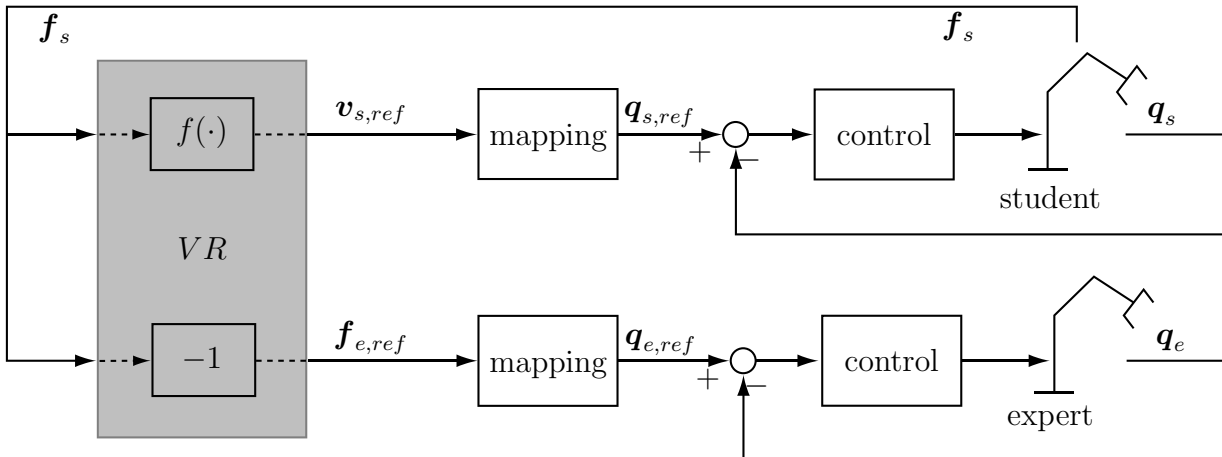 f_s f_s
f(·) v_{s,ref} mapping q_{s,ref} + − control q_s
student
VR
−1 f_{e,ref} mapping q_{e,ref} + − control q_e
expert